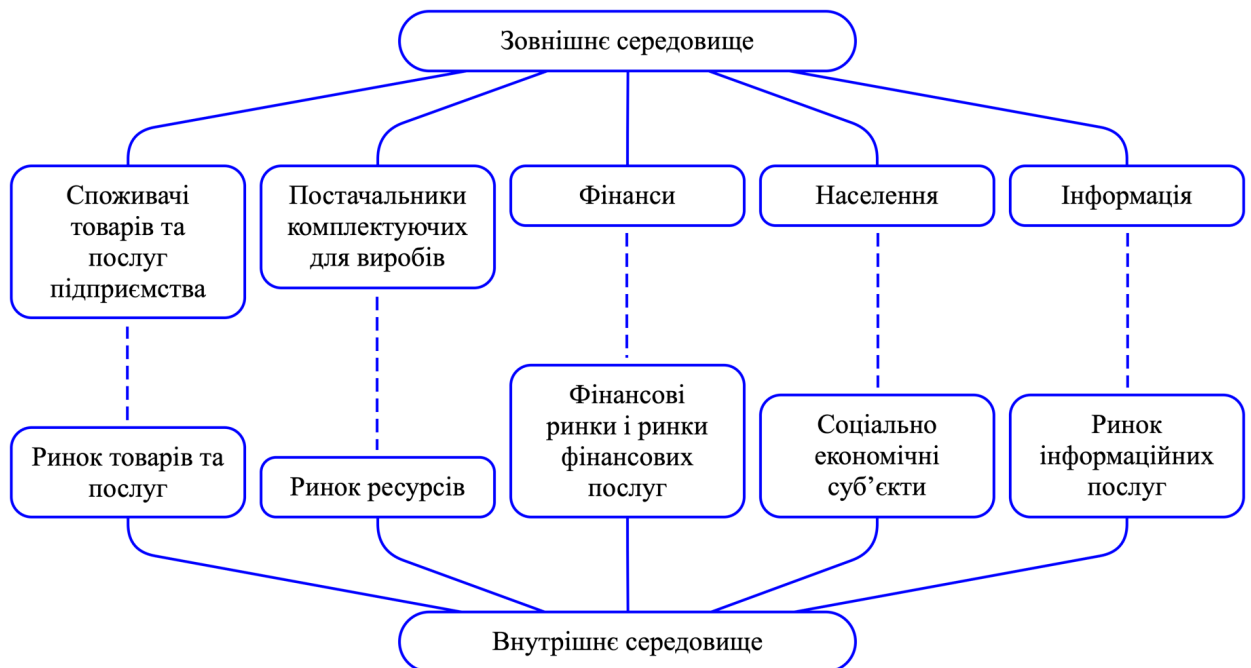 Зовнішнє середовище
Споживачі
товарів та
послуг
підприємства
Постачальники
комплектуючих
для виробів
Фінанси
Населення
Інформація
Ринок товарів та
послуг
Ринок ресурсів
Фінансові
ринки і ринки
фінансових
послуг
Соціально
економічні
суб’єкти
Ринок
інформаційних
послуг
Внутрішнє середовище